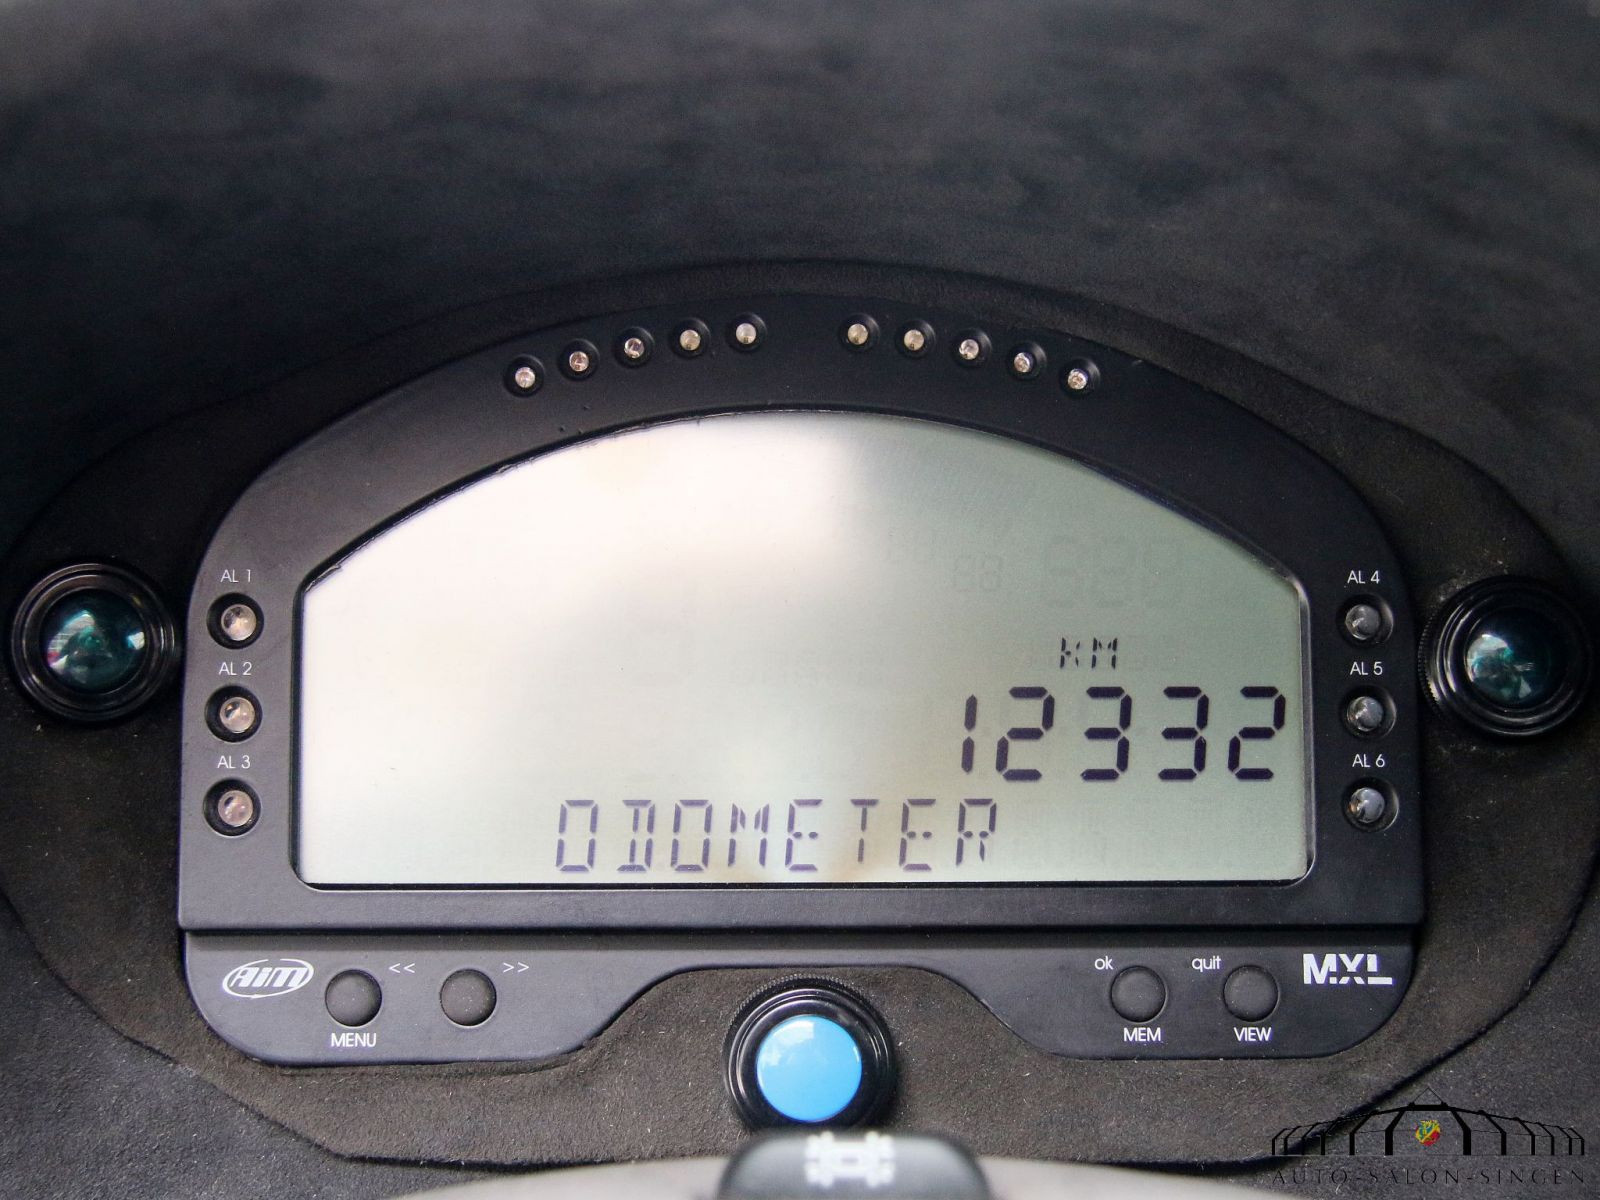 AL 1
AL 4
KM
AL 2
AL 5
12332
AL 3
AL 6
ODOMETER
AiM
<<
>>
ok
quit
MXL
MENU
MEM
VIEW
AUTO-SALON-SINGEN